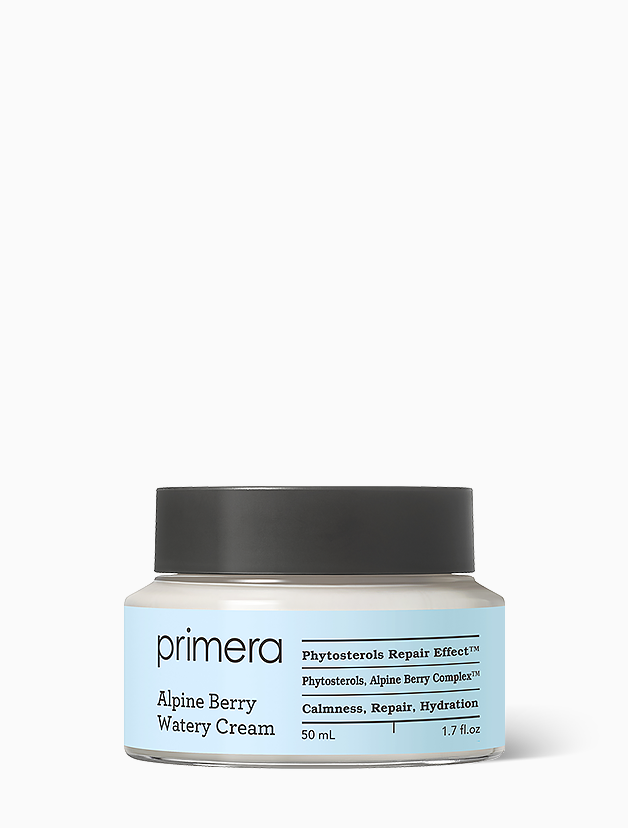 primera
Alpine Berry
Watery Cream
Phytosterols Repair Effect™
Phytosterols, Alpine Berry Complex™
Calmness, Repair, Hydration
50 mL
1.7 fl.oz